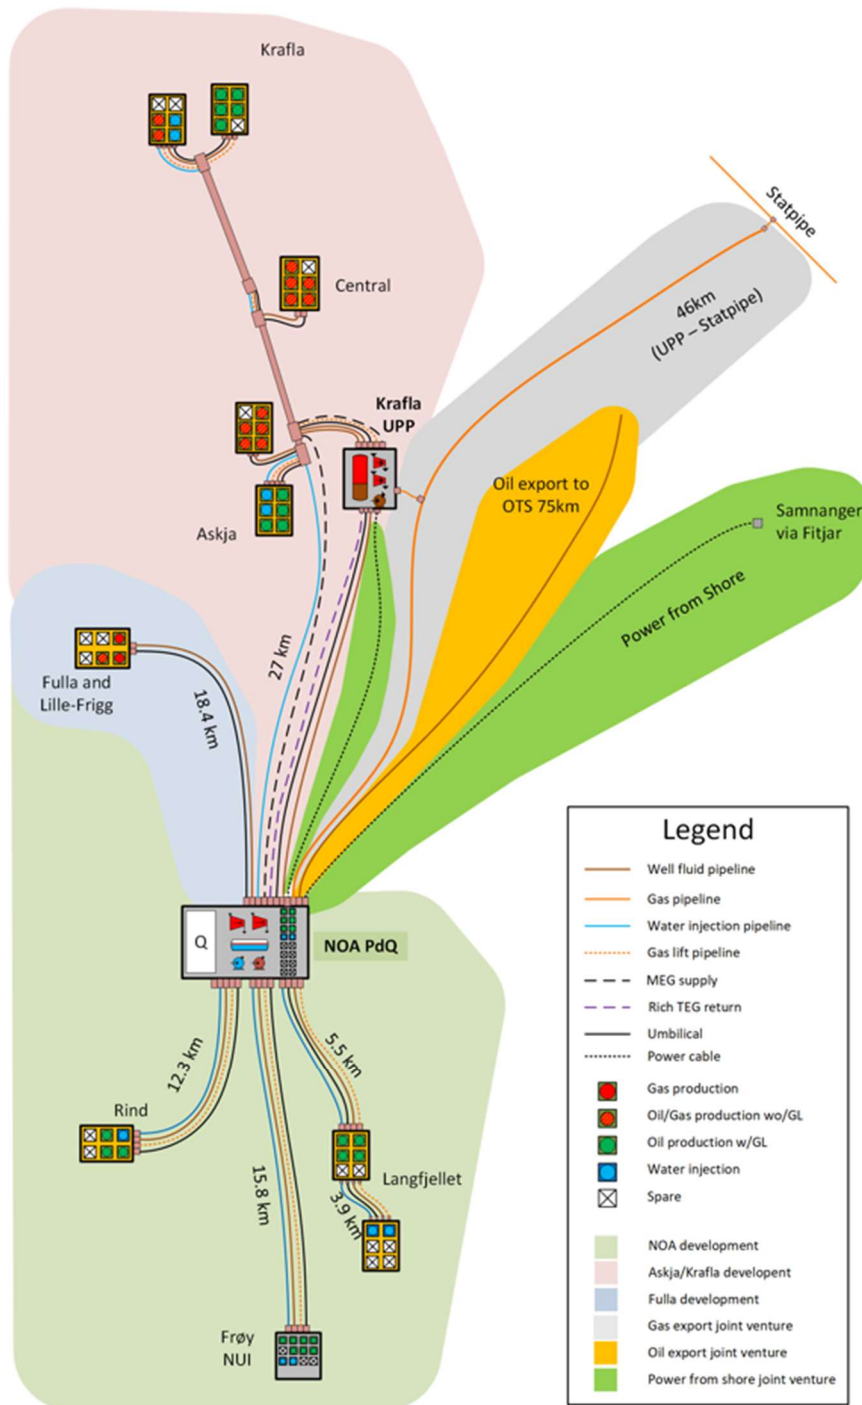 Krafla
Statpipe
Central
46km
(UPP – Statpipe)
Krafla
UPP
Oil export to
OTS 75km
Samnanger
via Fitjar
Askja
Power from Shore
27 km
Fulla and
Lille-Frigg
18.4 km
Q
NOA PdQ
12.3 km
5.5 km
Rind
15.8 km
Langfjellet
3.9 km
Frøy
NUI
Legend
Well fluid pipeline
Gas pipeline
Water injection pipeline
Gas lift pipeline
MEG supply
Rich TEG return
Umbilical
Power cable
Gas production
Oil/Gas production wo/GL
Oil production w/GL
Water injection
Spare
NOA development
Askja/Krafla developent
Fulla development
Gas export joint venture
Oil export joint venture
Power from shore joint venture